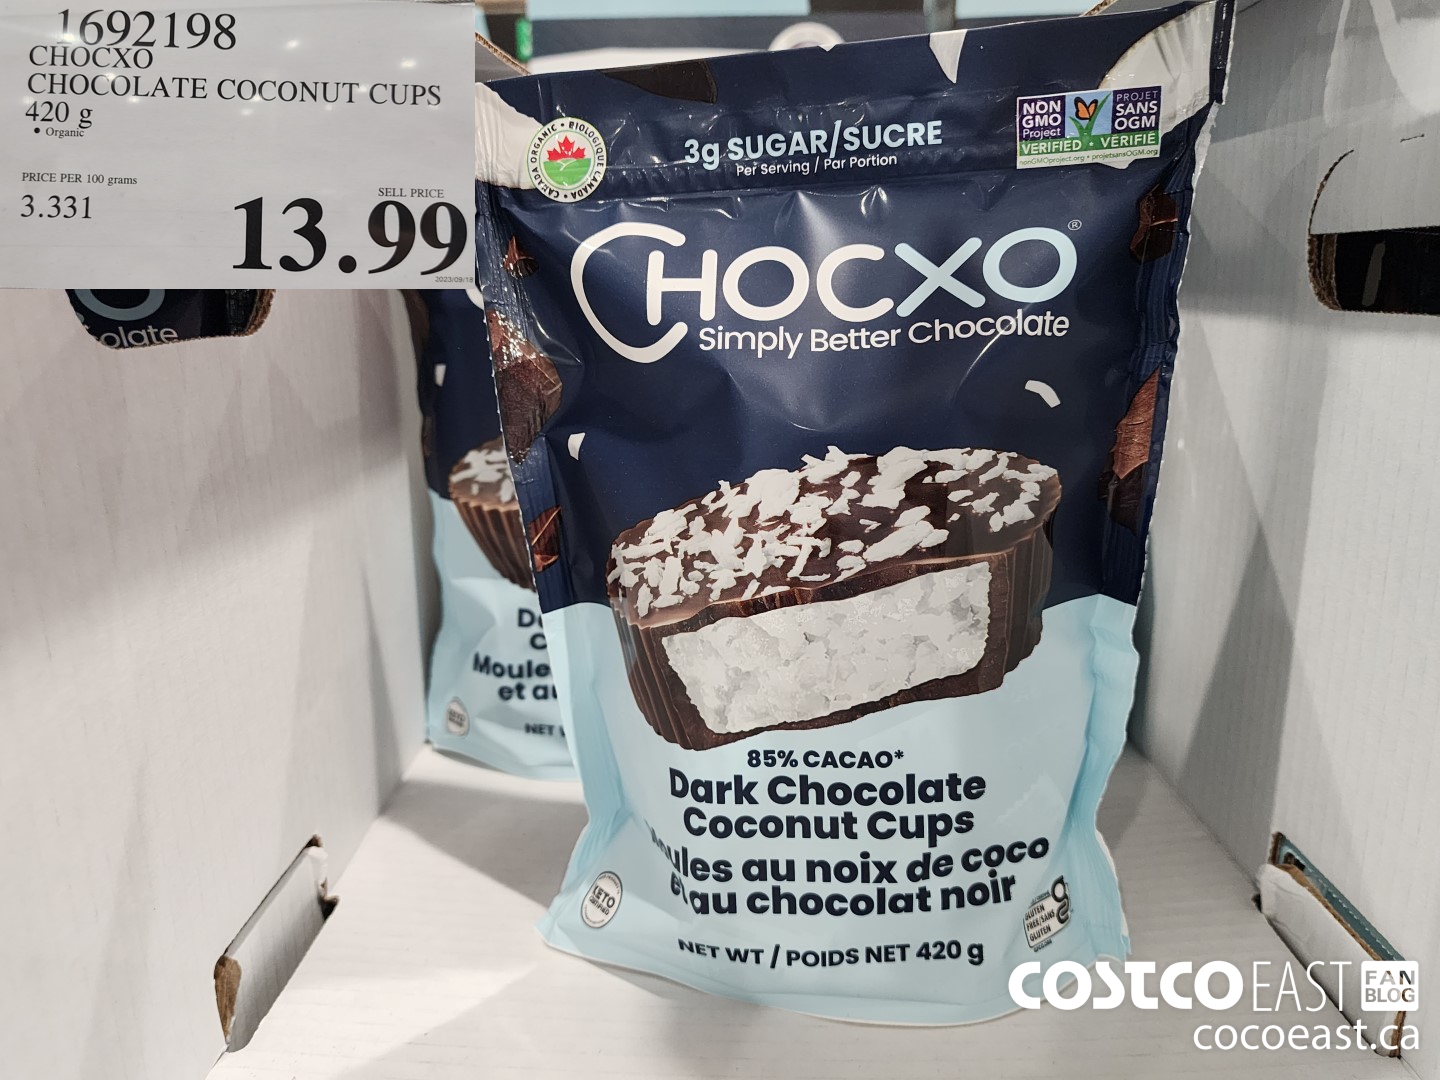 1692198
CHOCXO
CHOCOLATE COCONUT CUPS
420 g
• Organic
PRICE PER 100 grams
3.331
SELL PRICE
13.99
2023/09/18
olate
CANADA ORGANIC • BIOLOGIQUE CANADA •
3g SUGAR/SUCRE
Per Serving / Par Portion
NON
GMO
Project
PROJET
SANS
OGM
VERIFIED • VÉRIFIÉ
nonGMOproject.org • projetsansOGM.org
CHOCXO®
Simply Better Chocolate
85% CACAO*
Dark Chocolate
Coconut Cups
Moules au noix de coco
et au chocolat noir
KETO
CERTIFIED
GLUTEN
FREE/SANS
GLUTEN
NET WT / POIDS NET 420 g
Moule
et au
NET
COSTCO EAST FAN BLOG
cocoeast.ca